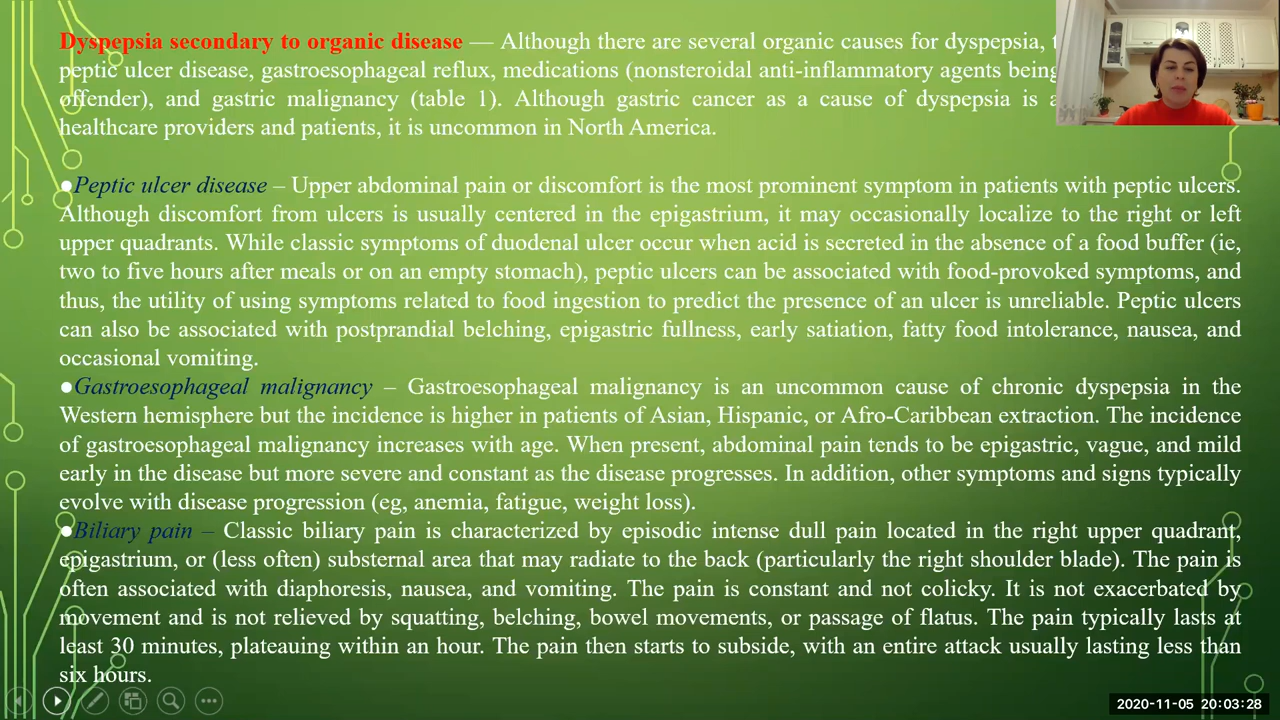 Dyspepsia secondary to organic disease — Although there are several organic causes for dyspepsia,
peptic ulcer disease, gastroesophageal reflux, medications (nonsteroidal anti-inflammatory agents being
offender), and gastric malignancy (table 1). Although gastric cancer as a cause of dyspepsia is
healthcare providers and patients, it is uncommon in North America.
●Peptic ulcer disease – Upper abdominal pain or discomfort is the most prominent symptom in patients with peptic ulcers.
Although discomfort from ulcers is usually centered in the epigastrium, it may occasionally localize to the right or left
upper quadrants. While classic symptoms of duodenal ulcer occur when acid is secreted in the absence of a food buffer (ie,
two to five hours after meals or on an empty stomach), peptic ulcers can be associated with food-provoked symptoms, and
thus, the utility of using symptoms related to food ingestion to predict the presence of an ulcer is unreliable. Peptic ulcers
can also be associated with postprandial belching, epigastric fullness, early satiation, fatty food intolerance, nausea, and
occasional vomiting.
●Gastroesophageal malignancy – Gastroesophageal malignancy is an uncommon cause of chronic dyspepsia in the
Western hemisphere but the incidence is higher in patients of Asian, Hispanic, or Afro-Caribbean extraction. The incidence
of gastroesophageal malignancy increases with age. When present, abdominal pain tends to be epigastric, vague, and mild
early in the disease but more severe and constant as the disease progresses. In addition, other symptoms and signs typically
evolve with disease progression (eg, anemia, fatigue, weight loss).
●Biliary pain – Classic biliary pain is characterized by episodic intense dull pain located in the right upper quadrant,
epigastrium, or (less often) substernal area that may radiate to the back (particularly the right shoulder blade). The pain is
often associated with diaphoresis, nausea, and vomiting. The pain is constant and not colicky. It is not exacerbated by
movement and is not relieved by squatting, belching, bowel movements, or passage of flatus. The pain typically lasts at
least 30 minutes, plateauing within an hour. The pain then starts to subside, with an entire attack usually lasting less than
six hours.
2020-11-05 20:03:28